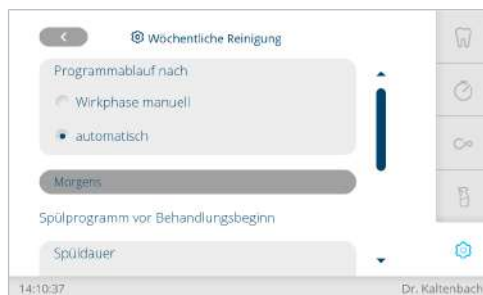 Wöchentliche Reinigung
Programmablauf nach
Wirkphase manuell
automatisch
Morgens
Spülprogramm vor Behandlungsbeginn
Spüldauer
14:10:37 Dr. Kaltenbach